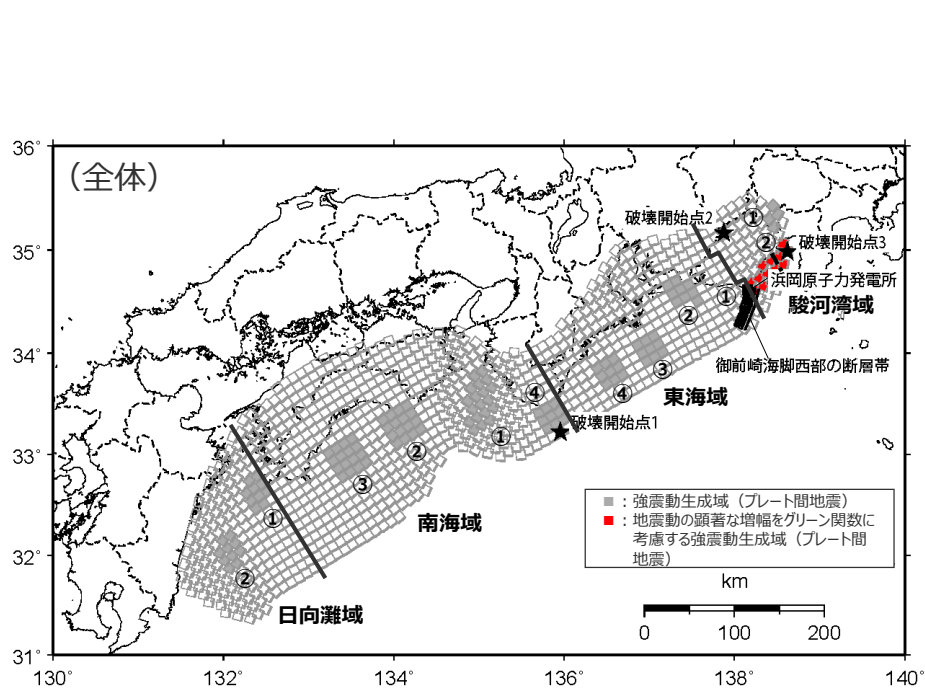 （全体）
36°
35°
34°
33°
32°
31°
130°
132°
134°
136°
138°
140°
破壊開始点2
①
②
破壊開始点3
浜岡原子力発電所
駿河湾域
①
②
御前崎海脚西部の断層帯
③
④
東海域
④
破壊開始点1
①
②
③
南海域
①
②
日向灘域
：強震動生成域（プレート間地震）
：地震動の顕著な増幅をグリーン関数に
考慮する強震動生成域（プレート間
地震）
km
0
100
200